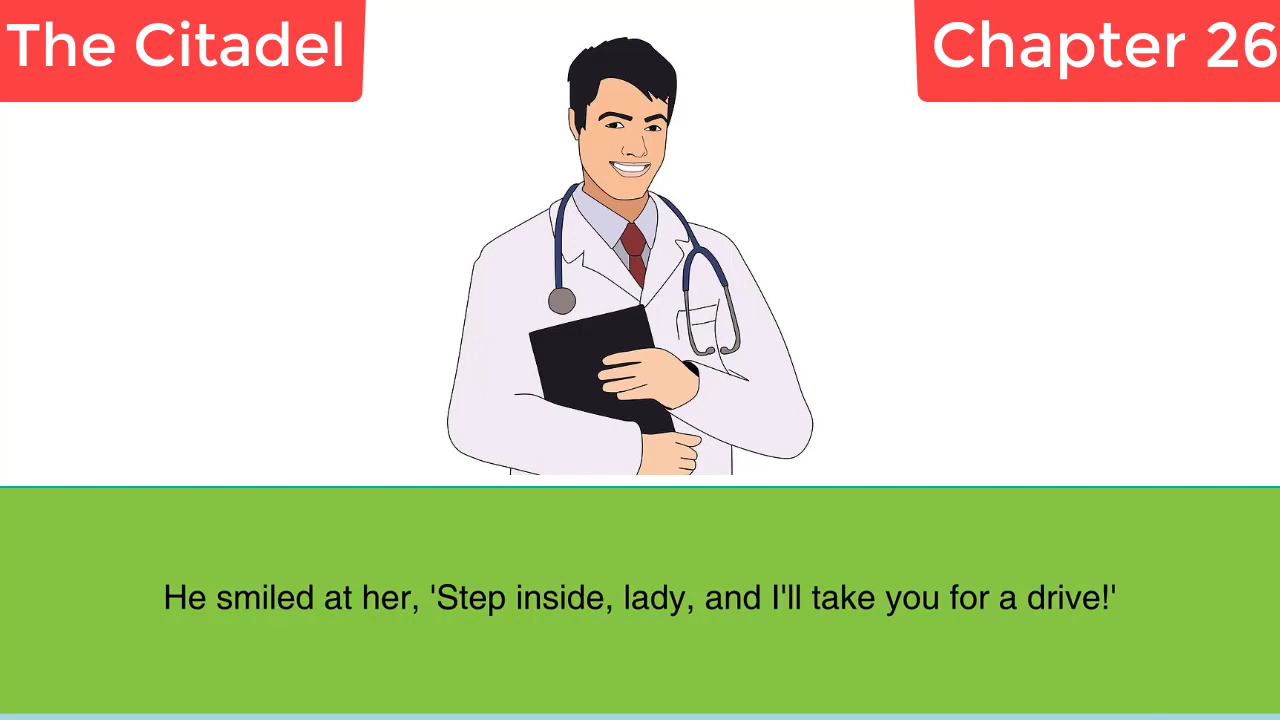 The Citadel
Chapter 26
He smiled at her, 'Step inside, lady, and I'll take you for a drive!'